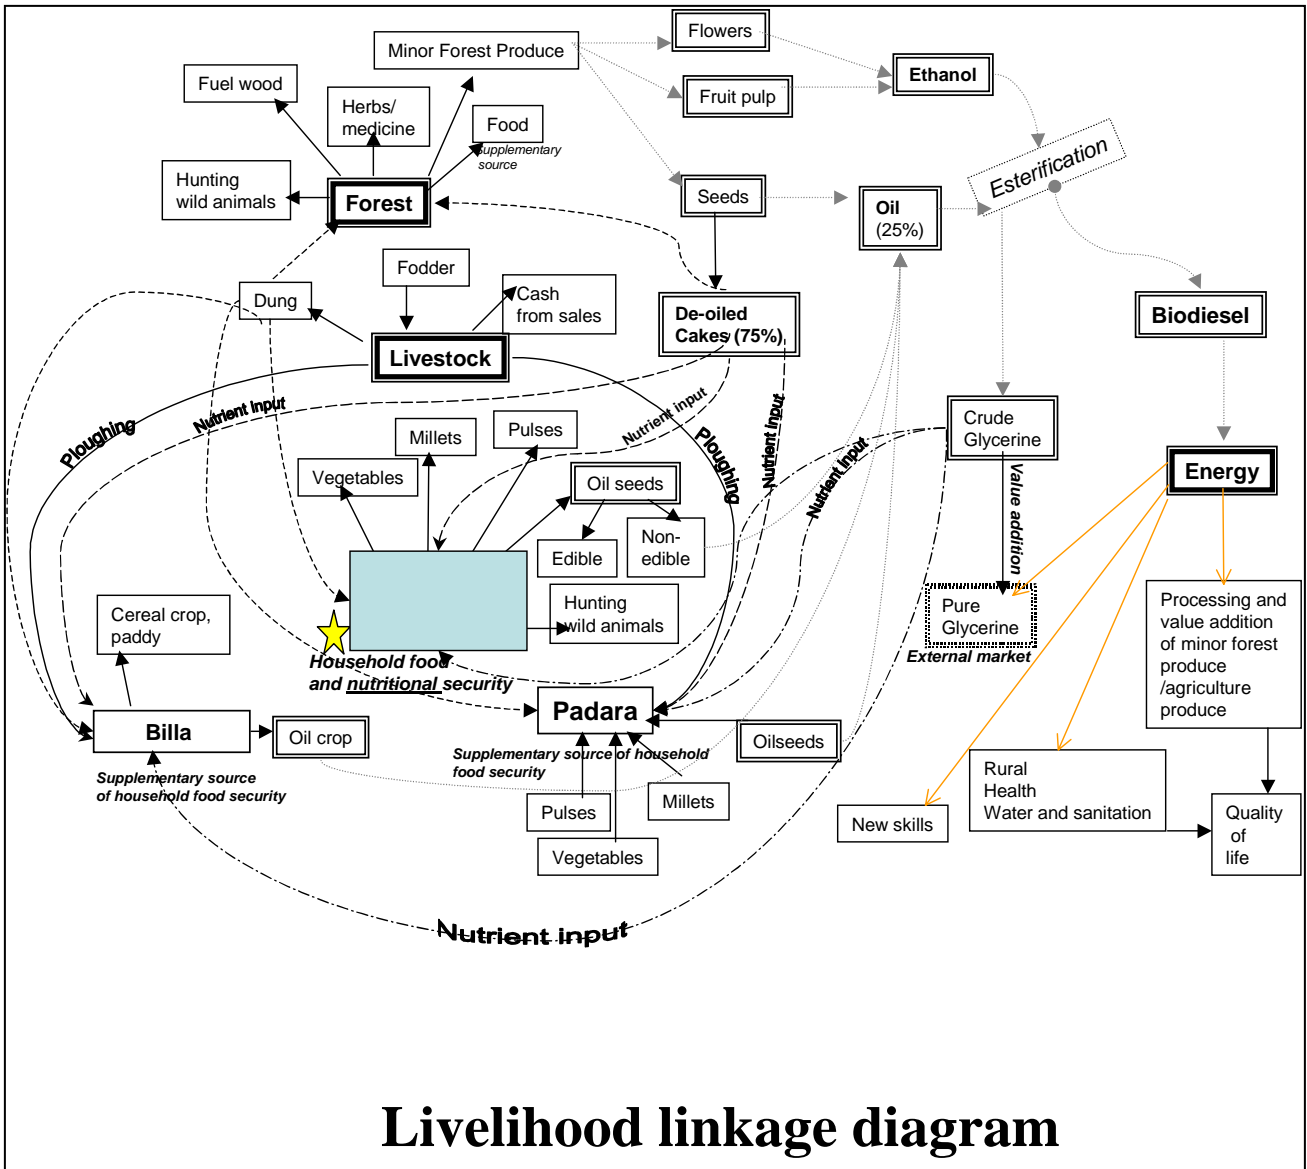 Flowers
Minor Forest Produce
Ethanol
Fuel wood
Fruit pulp
Herbs/
medicine
Food
Supplementary
source
Esterification
Hunting
wild animals
Forest
Seeds
Oil
(25%)
Fodder
Dung
Cash
from sales
De-oiled
Cakes (75%)
Biodiesel
Livestock
Nutrient input
Ploughing
Nutrient input
Ploughing
Nutrient input
Nutrient input
Millets
Pulses
Crude
Glycerine
Vegetables
Oil seeds
Value addition
Energy
Edible
Non-
edible
Cereal crop,
paddy
Hunting
wild animals
Pure
Glycerine
External market
Processing and
value addition
of minor forest
produce
/agriculture
produce
Household food
and nutritional security
Padara
Billa
Oil crop
Oilseeds
Supplementary source of household
food security
Supplementary source
of household food security
Rural
Health
Water and sanitation
Pulses
Millets
New skills
Quality
of
life
Vegetables
Nutrient input
Livelihood linkage diagram